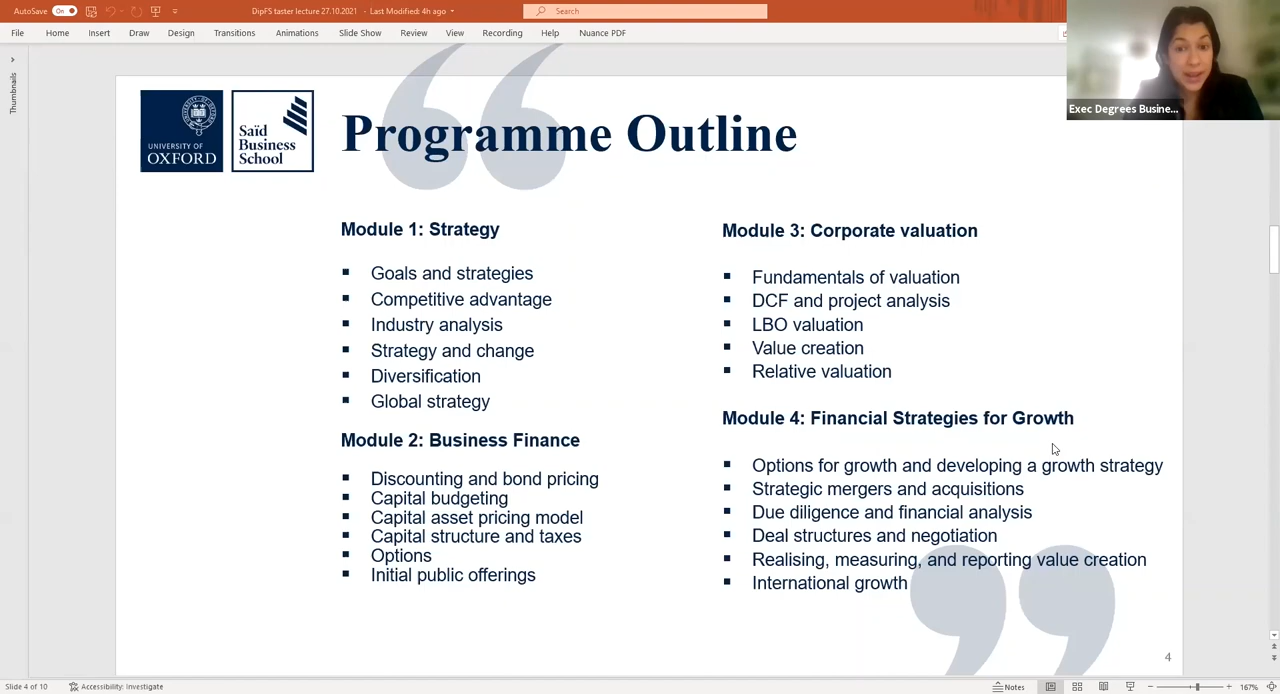 AutoSave On
DipFS taster lecture 27.10.2021 • Last Modified: 4h ago
Search
File Home Insert Draw Design Transitions Animations Slide Show Review View Recording Help Nuance PDF
Exec Degrees Busine...
Thumbnails
UNIVERSITY OF
OXFORD
Saïd
Business
School
Programme Outline
Module 1: Strategy
Goals and strategies
Competitive advantage
Industry analysis
Strategy and change
Diversification
Global strategy
Module 2: Business Finance
Discounting and bond pricing
Capital budgeting
Capital asset pricing model
Capital structure and taxes
Options
Initial public offerings
Module 3: Corporate valuation
Fundamentals of valuation
DCF and project analysis
LBO valuation
Value creation
Relative valuation
Module 4: Financial Strategies for Growth
Options for growth and developing a growth strategy
Strategic mergers and acquisitions
Due diligence and financial analysis
Deal structures and negotiation
Realising, measuring, and reporting value creation
International growth
4
Slide 4 of 10
Accessibility: Investigate
Notes
167%